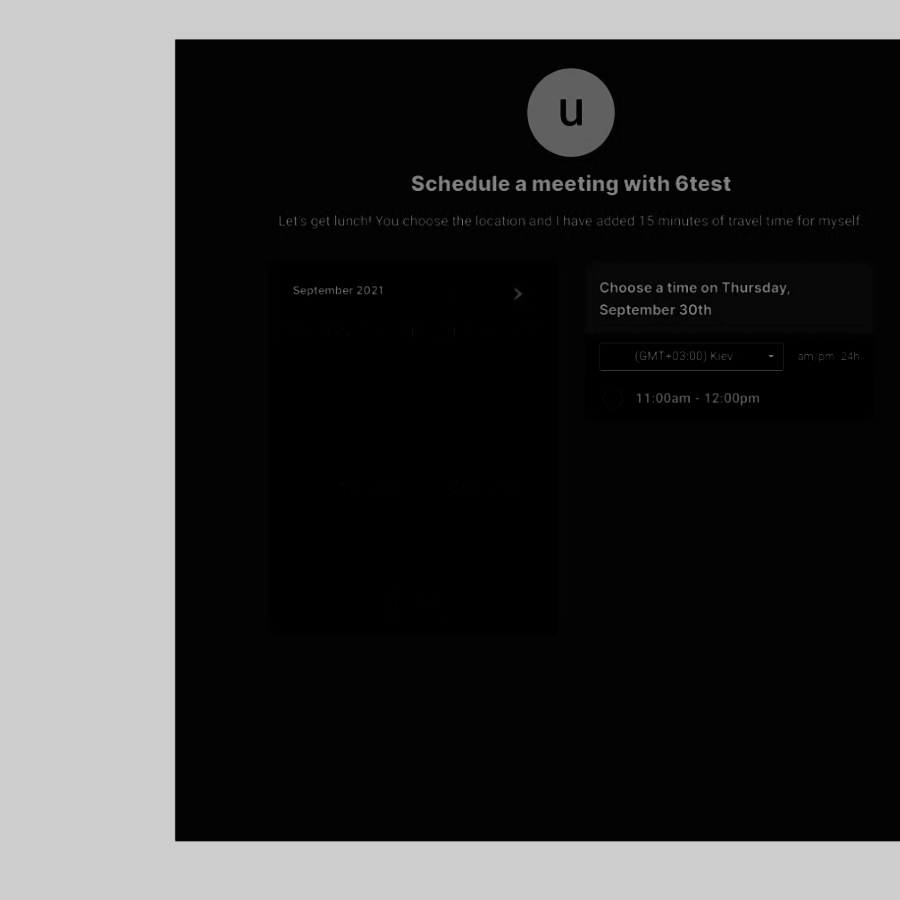 u
Schedule a meeting with 6test
Let's get lunch! You choose the location and I have added 15 minutes of travel time for myself.
September 2021
Choose a time on Thursday,
September 30th
(GMT+03:00) Kiev
am/pm 24h
11:00am - 12:00pm